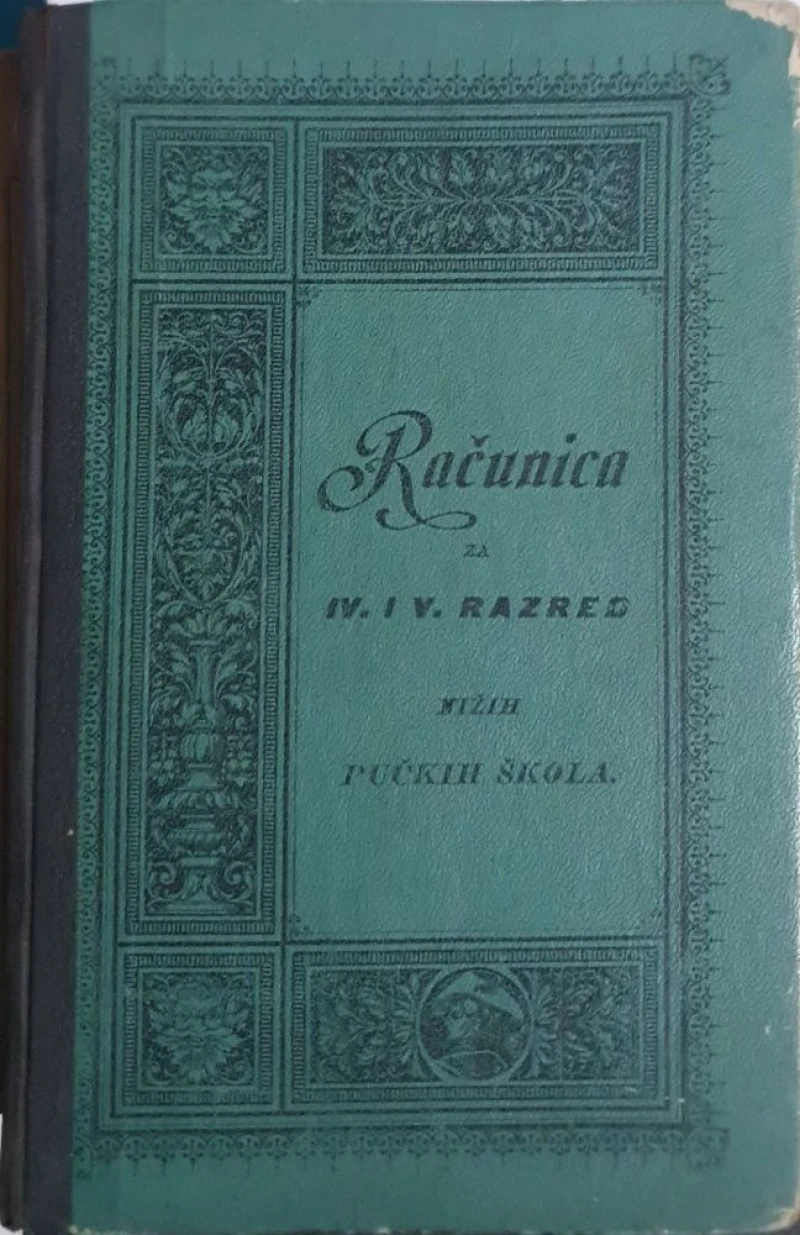 Računica
ZA
IV. I V. RAZRED
NIŽIH
PUČKIH ŠKOLA.